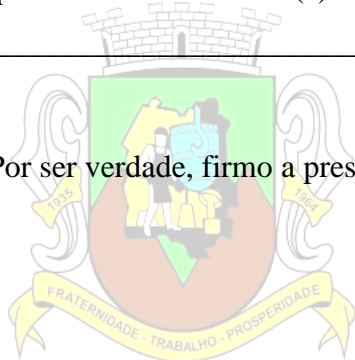 (
Por ser verdade, firmo a pres
1935
1964
FRATERNIDADE - TRABALHO - PROSPERIDADE